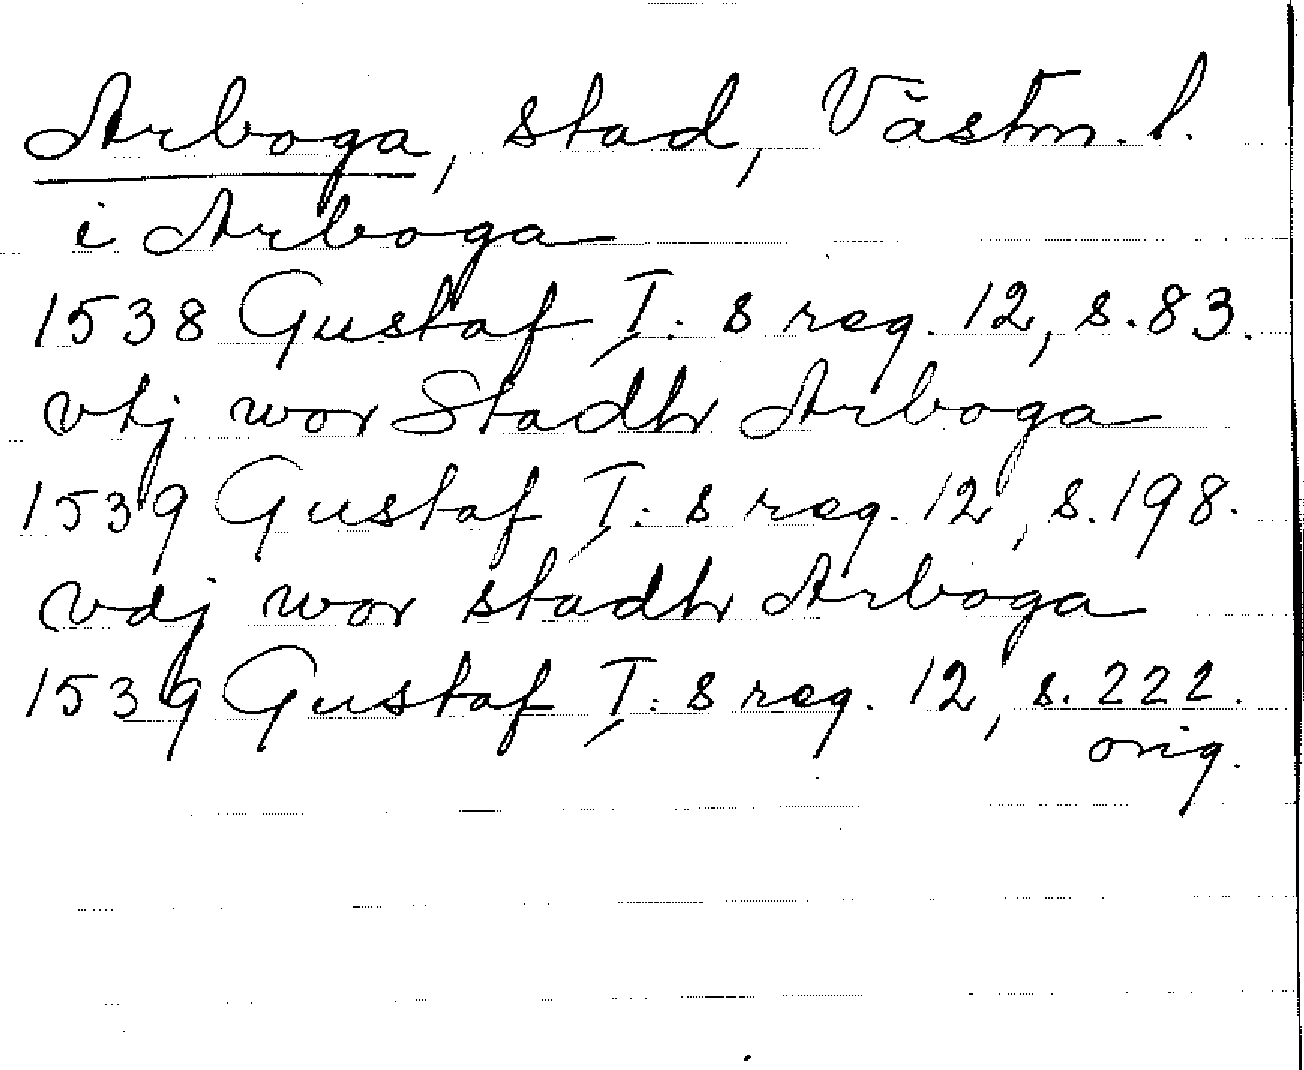 Arboga, stad, Västm. l.
i Arboga
1538 Gustaf I:s reg. 12, s. 83.
vtj wor Stadh Arboga
1539 Gustaf I:s reg. 12, s. 198.
vdj wor stadh Arboga
1539 Gustaf I:s reg. 12, s. 222.
orig.